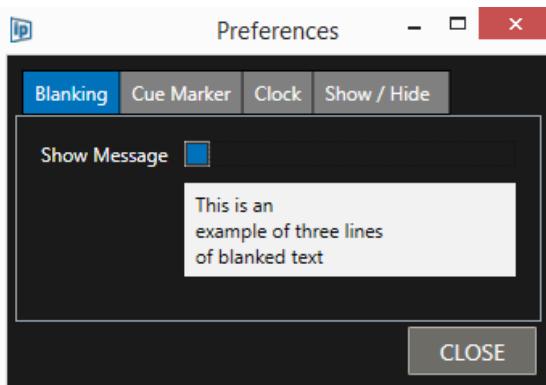 ip
Preferences
Blanking Cue Marker Clock Show / Hide
Show Message
This is an
example of three lines
of blanked text
CLOSE